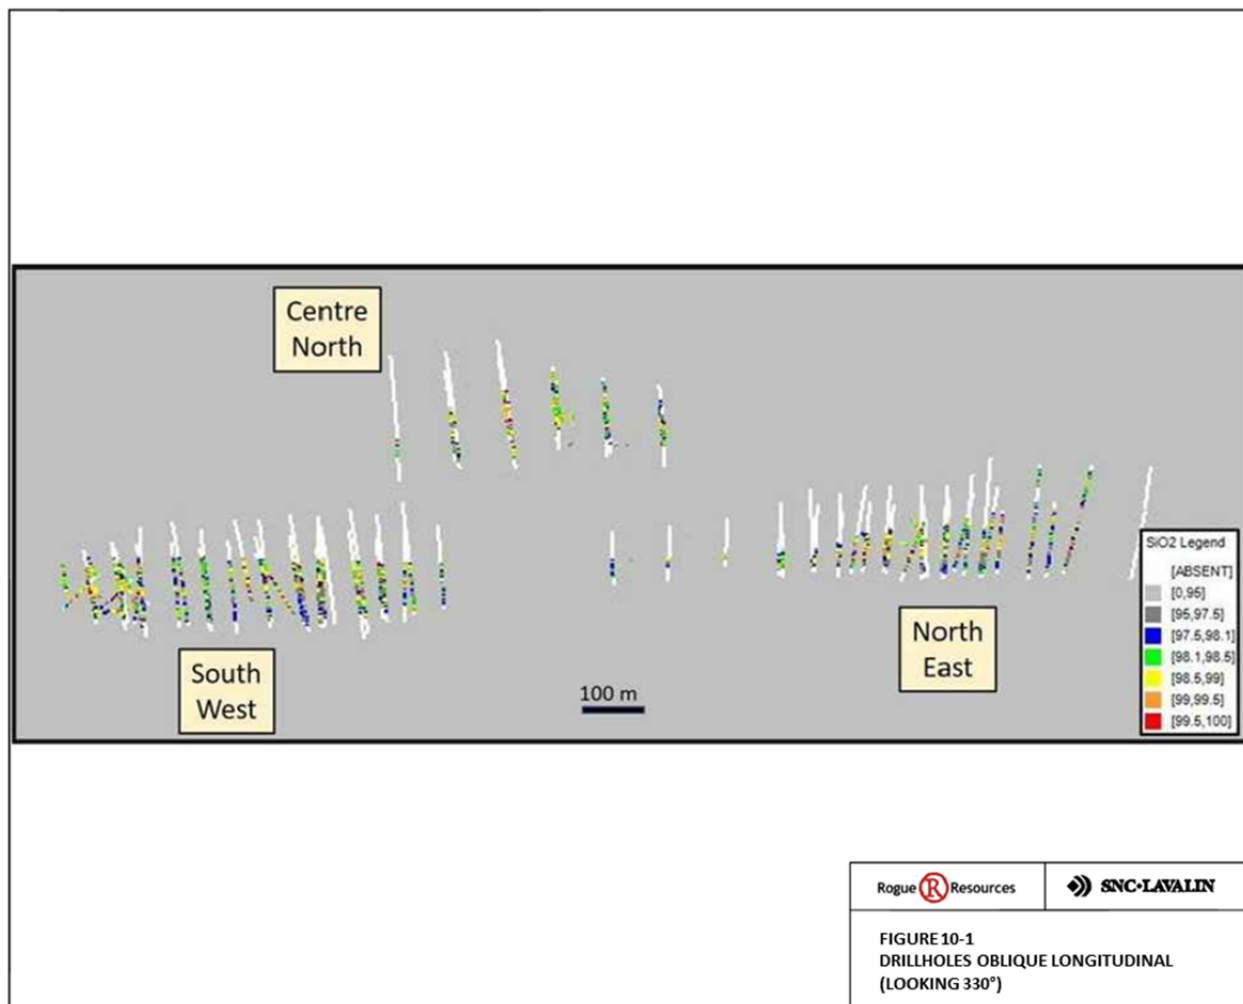 Centre
North
South
West
100 m
North
East
SiO2 Legend
[ABSENT]
[0,95]
[95,97.5]
[97.5,98.1]
[98.1,98.5]
[98.5,99]
[99,99.5]
[99.5,100]
Rogue R Resources
SNC•LAVALIN
FIGURE 10-1
DRILLHOLES OBLIQUE LONGITUDINAL
(LOOKING 330°)